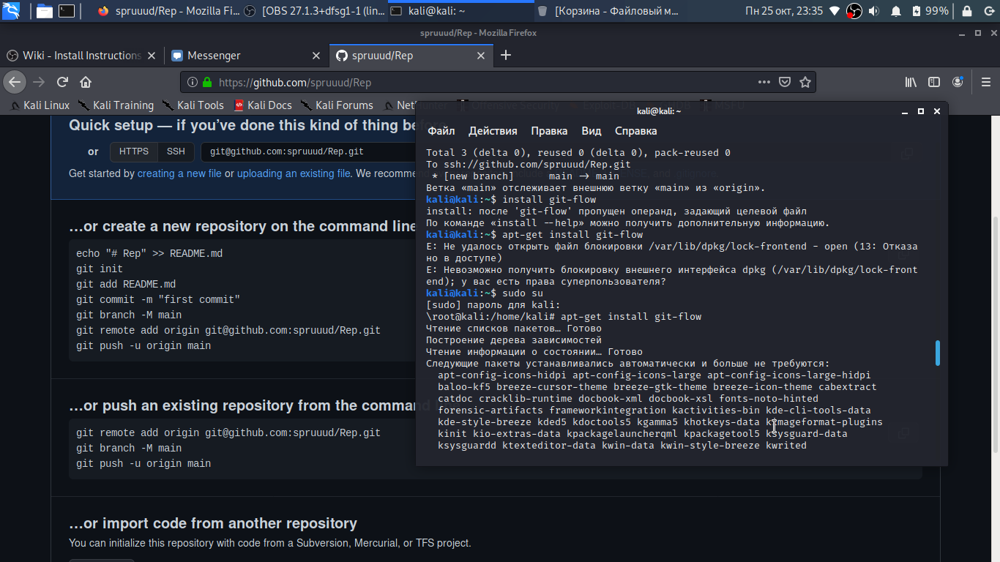 spruuud/Rep - Mozilla Fi...
[OBS 27.1.3+dfsg1-1 (lin...
kali@kali: ~
[Корзина - Файловый м...
Пн 25 окт, 23:35
99%
spruuud/Rep - Mozilla Firefox
Wiki - Install Instructions
Messenger
spruuud/Rep
https://github.com/spruuud/Rep
Kali Linux
Kali Training
Kali Tools
Kali Docs
Kali Forums
NetHunter
Offensive Security
MSFU
Quick setup — if you've done this kind of thing
or
HTTPS
SSH
git@github.com:spruuud/Rep.git
Get started by creating a new file or uploading an existing file. We recomme
…or create a new repository on the command line
echo "# Rep" >> README.md
git init
git add README.md
git commit -m "first commit"
git branch -M main
git remote add origin git@github.com:spruuud/Rep.git
git push -u origin main
…or push an existing repository from the command
git remote add origin git@github.com:spruuud/Rep.git
git branch -M main
git push -u origin main
…or import code from another repository
You can initialize this repository with code from a Subversion, Mercurial, or TFS project.
kali@kali: ~
Файл
Действия
Правка
Вид
Справка
Total 3 (delta 0), reused 0 (delta 0), pack-reused 0
To ssh://github.com/spruuud/Rep.git
* [new branch] main → main
Ветка «main» отслеживает внешнюю ветку «main» из «origin».
kali@kali:~$ install git-flow
install: после 'git-flow' пропущен операнд, задающий целевой файл
По команде «install --help» можно получить дополнительную информацию.
kali@kali:~$ apt-get install git-flow
E: Не удалось открыть файл блокировки /var/lib/dpkg/lock-frontend - open (13: Отказа
но в доступе)
E: Невозможно получить блокировку внешнего интерфейса dpkg (/var/lib/dpkg/lock-front
end); у вас есть права суперпользователя?
kali@kali:~$ sudo su
[sudo] пароль для kali:
\root@kali:/home/kali# apt-get install git-flow
Чтение списков пакетов… Готово
Построение дерева зависимостей
Чтение информации о состоянии… Готово
Следующие пакеты устанавливались автоматически и больше не требуются:
apt-config-icons-hidpi apt-config-icons-large apt-config-icons-large-hidpi
baloo-kf5 breeze-cursor-theme breeze-gtk-theme breeze-icon-theme cabextract
catdoc cracklib-runtime docbook-xml docbook-xsl fonts-noto-hinted
forensic-artifacts frameworkintegration kactivities-bin kde-cli-tools-data
kde-style-breeze kded5 kdoctools5 kgamma5 khotkeys-data kimageformat-plugins
kinit kio-extras-data kpackagelauncherqml kpackagetool5 ksysguard-data
ksysguardd ktexteditor-data kwin-data kwin-style-breeze kwrited